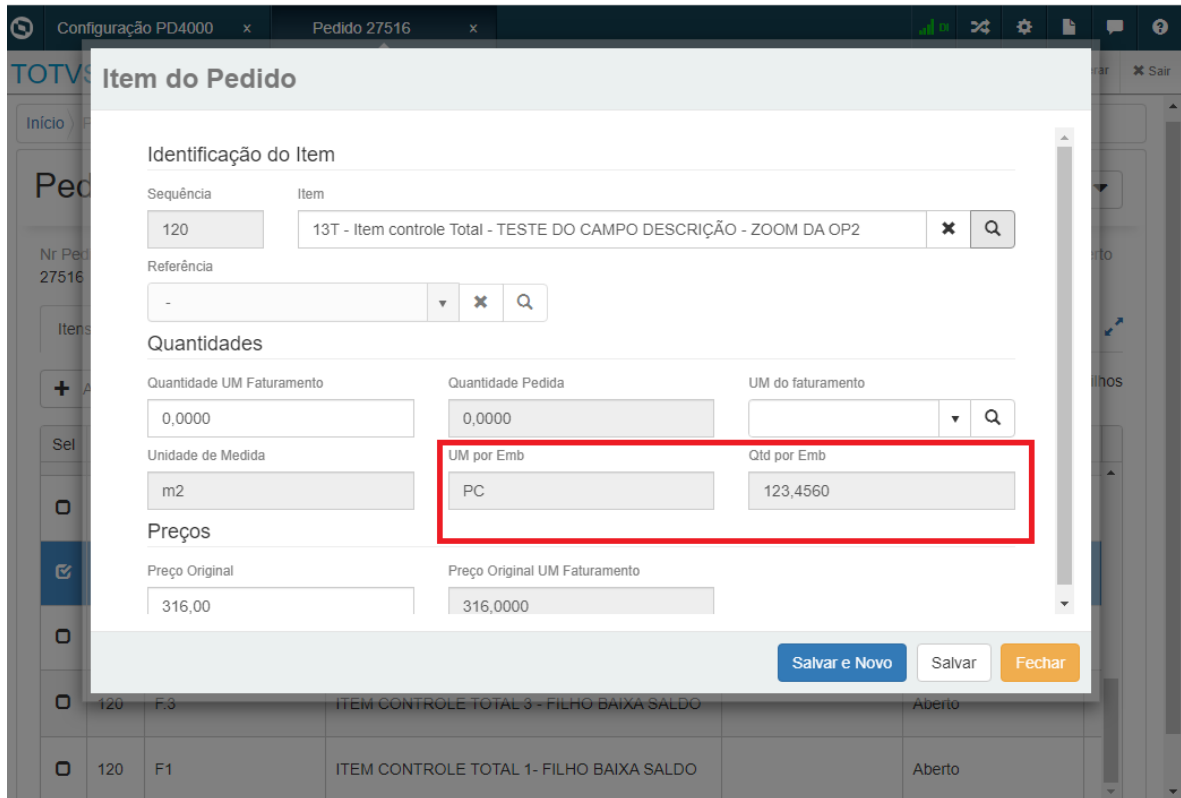 Configuração PD4000 x Pedido 27516 x DI
TOTVS Sair
Item do Pedido
Início
Identificação do Item
Ped
Sequência Item
120 13T - Item controle Total - TESTE DO CAMPO DESCRIÇÃO - ZOOM DA OP2
Nr Ped
Referência
27516
-
Itens
Quantidades
Quantidade UM Faturamento Quantidade Pedida UM do faturamento
0,0000 0,0000
Sel
Unidade de Medida UM por Emb Qtd por Emb
m2 PC 123,4560
Preços
Preço Original Preço Original UM Faturamento
316,00 316,0000
Salvar e Novo Salvar Fechar
120 F.3 ITEM CONTROLE TOTAL 3 - FILHO BAIXA SALDO Aberto
120 F1 ITEM CONTROLE TOTAL 1- FILHO BAIXA SALDO Aberto